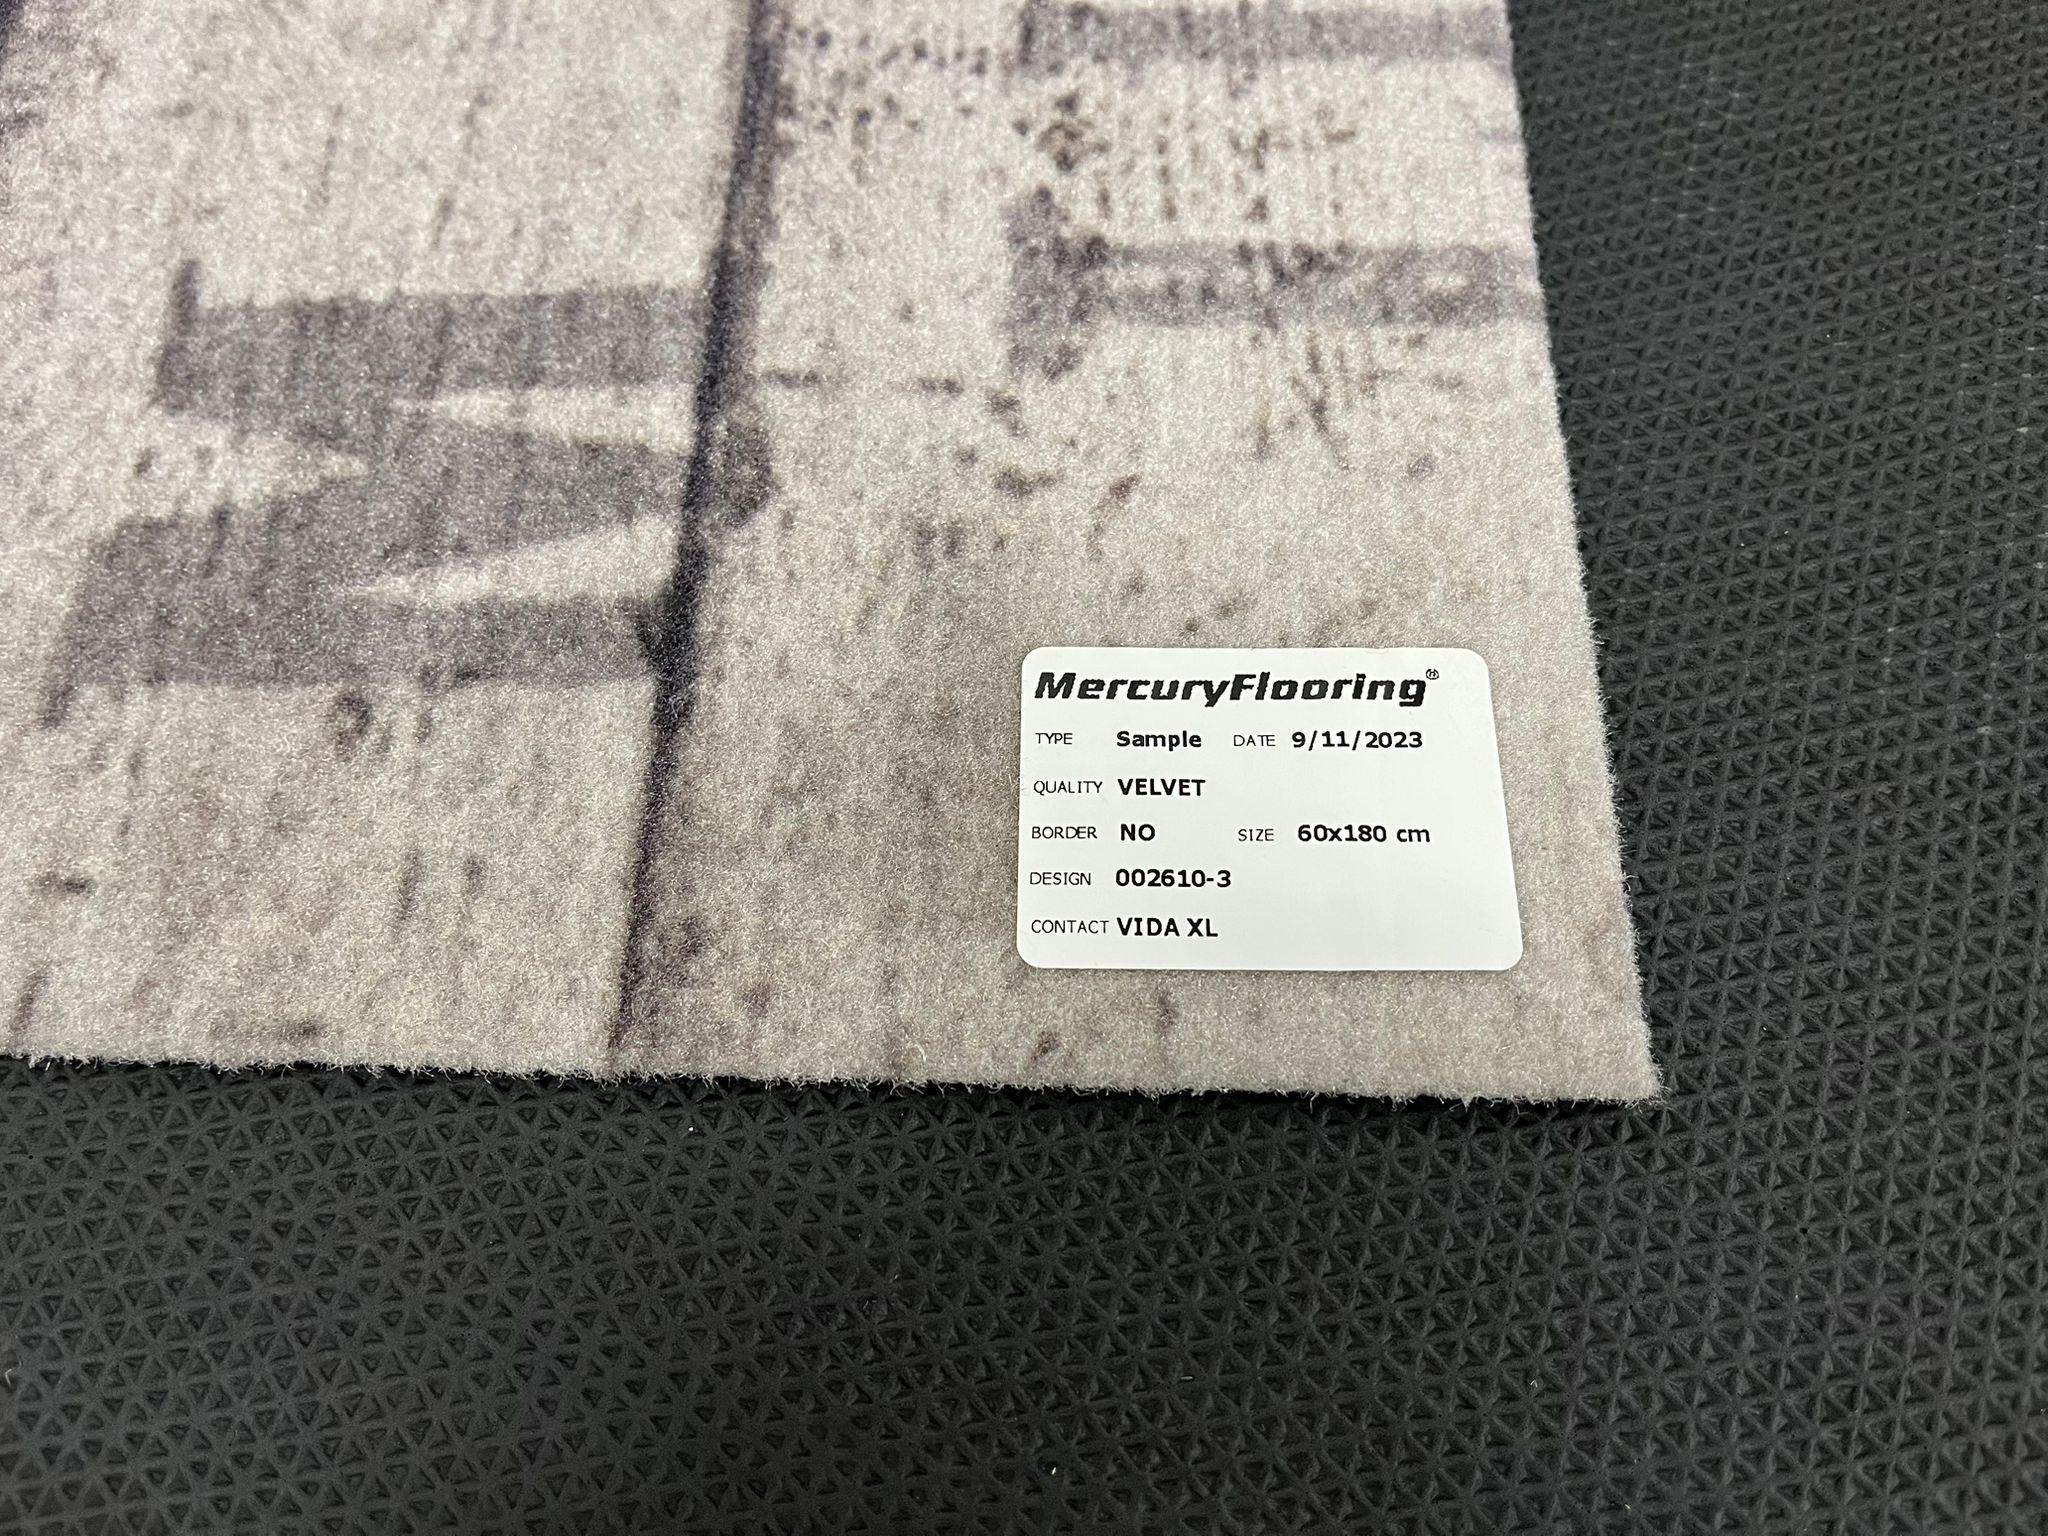 MercuryFlooring®
TYPE Sample DATE 9/11/2023
QUALITY VELVET
BORDER NO SIZE 60x180 cm
DESIGN 002610-3
CONTACT VIDA XL